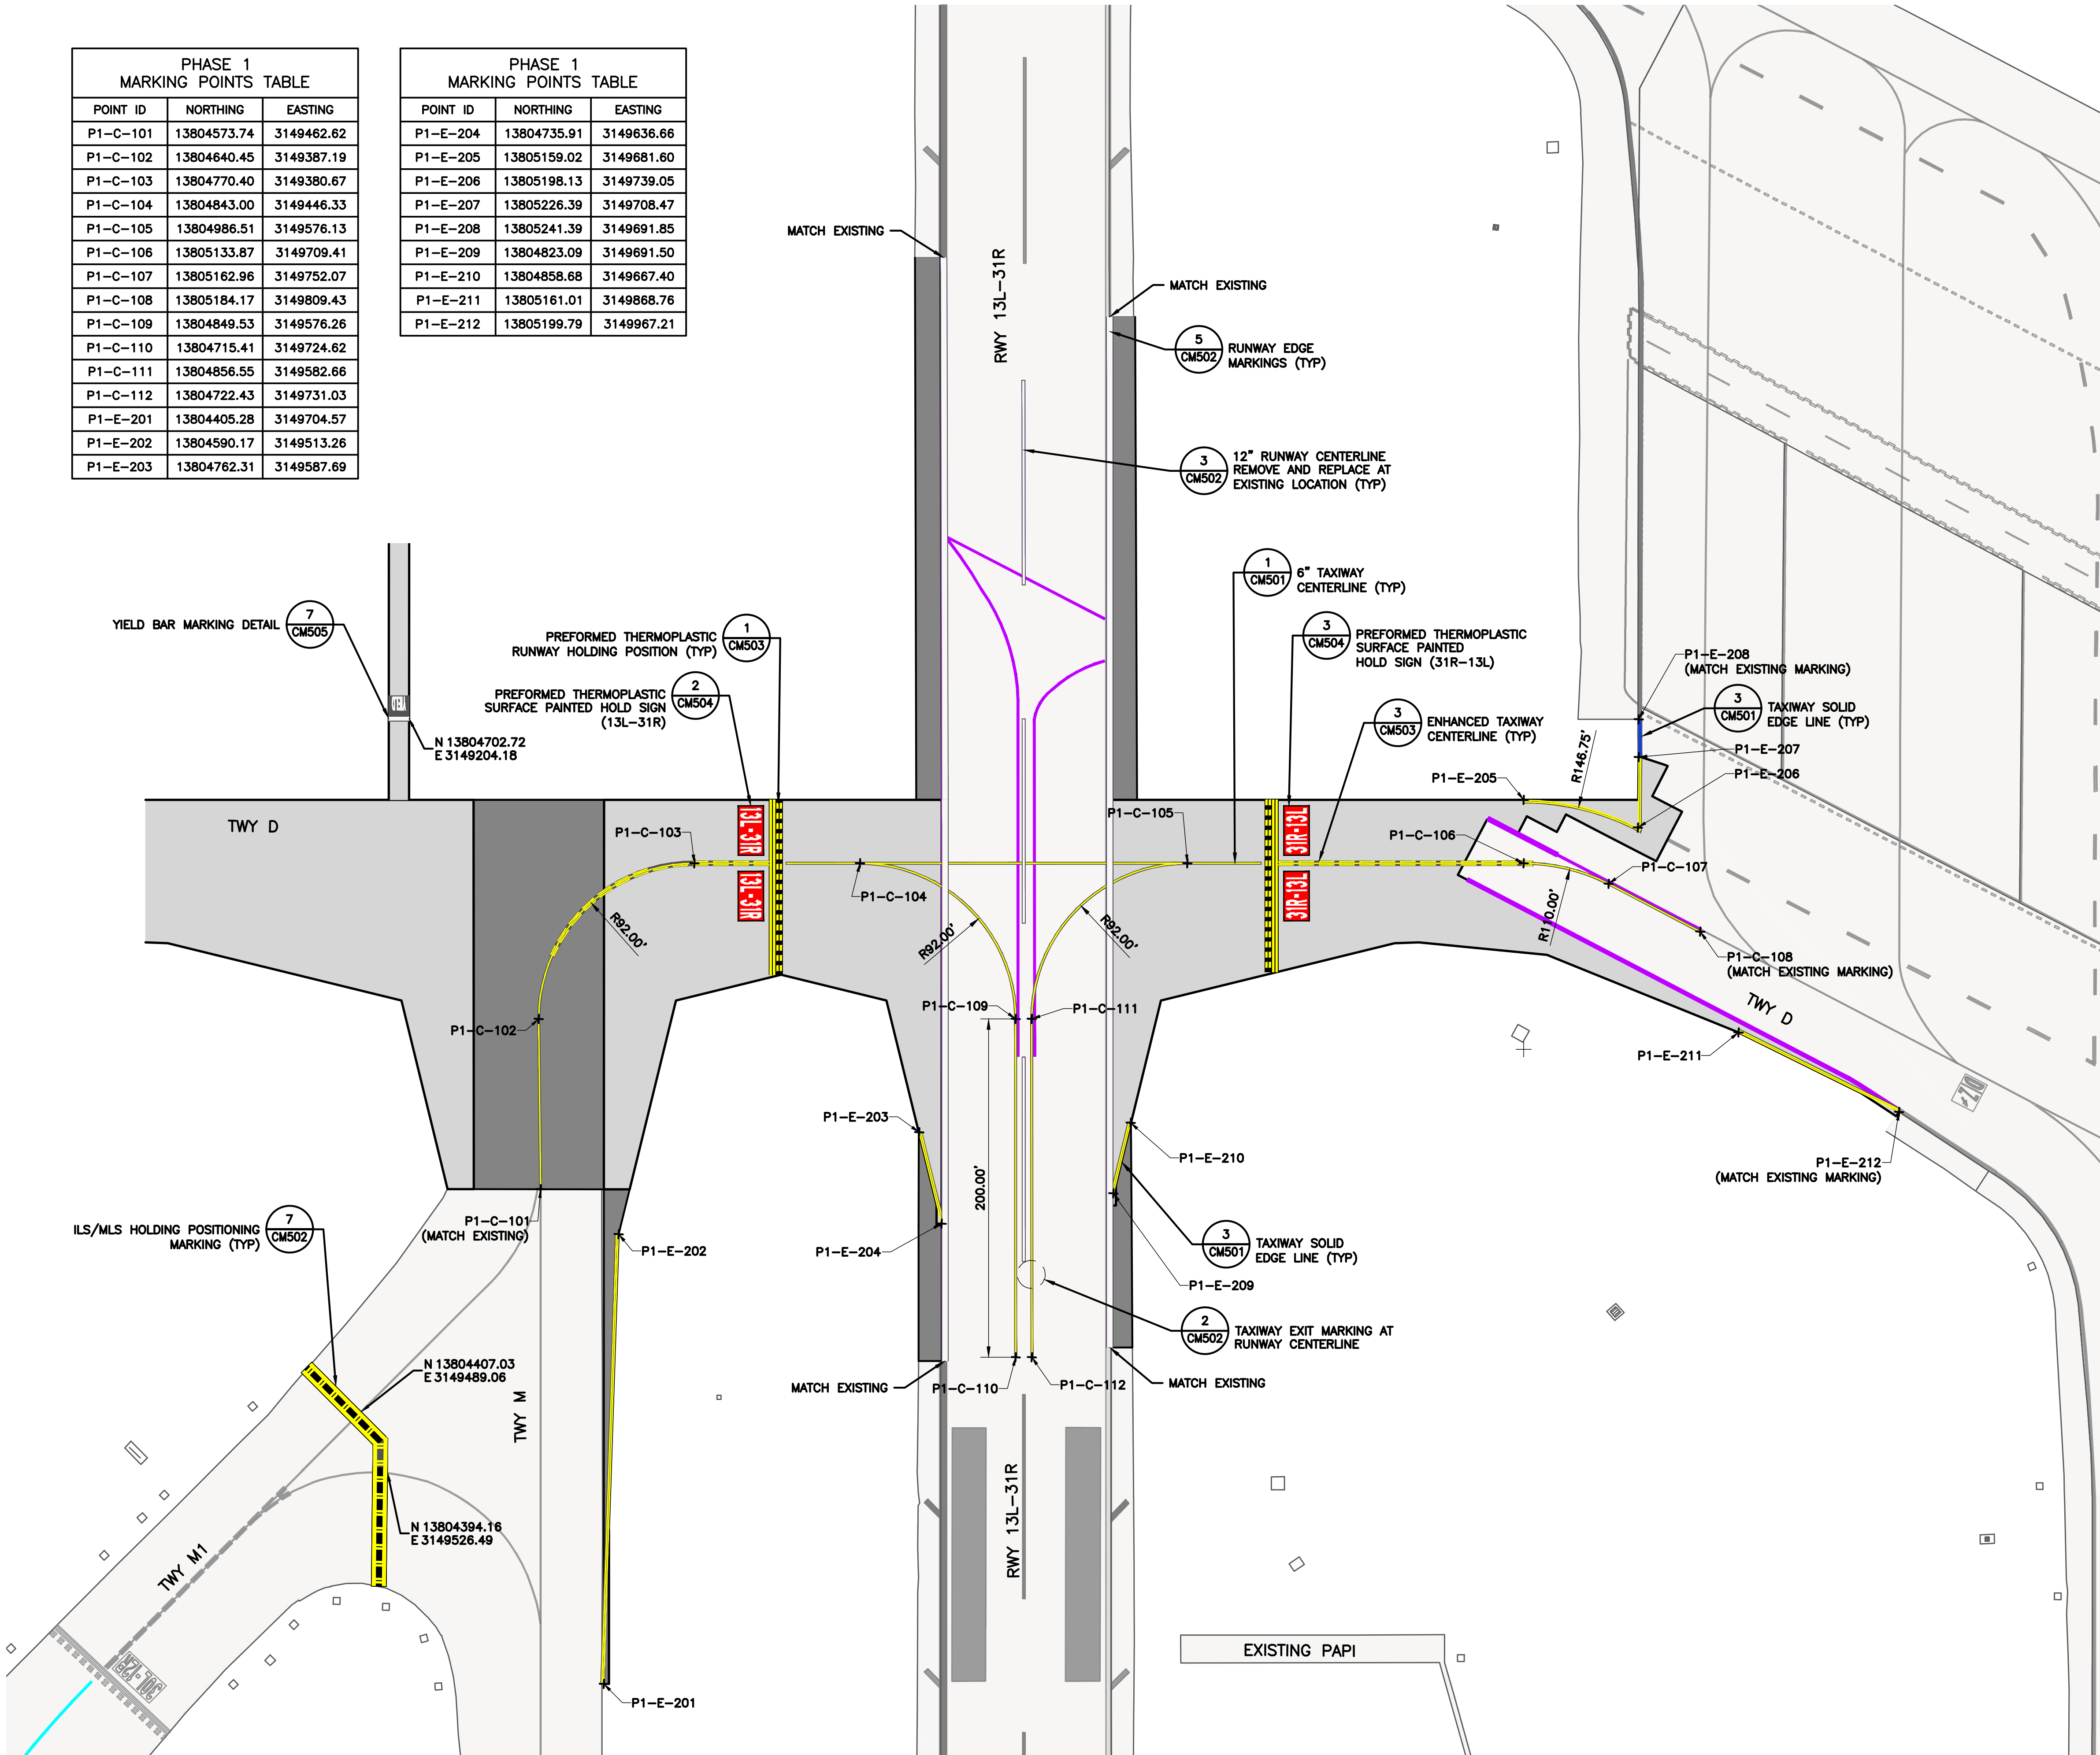 PHASE 1
MARKING POINTS TABLE
POINT ID NORTHING EASTING
P1-C-101 13804573.74 3149462.62
P1-C-102 13804640.45 3149387.19
P1-C-103 13804770.40 3149380.67
P1-C-104 13804843.00 3149446.33
P1-C-105 13804986.51 3149576.13
P1-C-106 13805133.87 3149709.41
P1-C-107 13805162.96 3149752.07
P1-C-108 13805184.17 3149809.43
P1-C-109 13804849.53 3149576.26
P1-C-110 13804715.41 3149724.62
P1-C-111 13804856.55 3149582.66
P1-C-112 13804722.43 3149731.03
P1-E-201 13804405.28 3149704.57
P1-E-202 13804590.17 3149513.26
P1-E-203 13804762.31 3149587.69
PHASE 1
MARKING POINTS TABLE
POINT ID NORTHING EASTING
P1-E-204 13804735.91 3149636.66
P1-E-205 13805159.02 3149681.60
P1-E-206 13805198.13 3149739.05
P1-E-207 13805226.39 3149708.47
P1-E-208 13805241.39 3149691.85
P1-E-209 13804823.09 3149691.50
P1-E-210 13804858.68 3149667.40
P1-E-211 13805161.01 3149868.76
P1-E-212 13805199.79 3149967.21
MATCH EXISTING
RWY 13L-31R
MATCH EXISTING
5
CM502
RUNWAY EDGE
MARKINGS (TYP)
3
CM502
12" RUNWAY CENTERLINE
REMOVE AND REPLACE AT
EXISTING LOCATION (TYP)
1
CM501
6" TAXIWAY
CENTERLINE (TYP)
YIELD BAR MARKING DETAIL
7
CM505
PREFORMED THERMOPLASTIC
RUNWAY HOLDING POSITION (TYP)
1
CM503
PREFORMED THERMOPLASTIC
SURFACE PAINTED HOLD SIGN
(13L-31R)
2
CM504
3
CM504
PREFORMED THERMOPLASTIC
SURFACE PAINTED
HOLD SIGN (31R-13L)
3
CM503
ENHANCED TAXIWAY
CENTERLINE (TYP)
P1-E-208
(MATCH EXISTING MARKING)
3
CM501
TAXIWAY SOLID
EDGE LINE (TYP)
YIELD
N 13804702.72
E 3149204.18
P1-E-207
P1-E-206
P1-E-205
R146.75'
TWY D
P1-C-103
13L-31R
13L-31R
P1-C-105
31R-13L
31R-13L
P1-C-106
P1-C-107
P1-C-104
R92.00'
R92.00'
R92.00'
R110.00'
P1-C-108
(MATCH EXISTING MARKING)
TWY D
P1-C-102
P1-C-109
P1-C-111
P1-E-211
P1-E-203
P1-E-210
200.00'
P1-E-212
(MATCH EXISTING MARKING)
7
CM502
ILS/MLS HOLDING POSITIONING
MARKING (TYP)
P1-C-101
(MATCH EXISTING)
P1-E-202
P1-E-204
3
CM501
TAXIWAY SOLID
EDGE LINE (TYP)
P1-E-209
2
CM502
TAXIWAY EXIT MARKING AT
RUNWAY CENTERLINE
N 13804407.03
E 3149489.06
TWY M
MATCH EXISTING
P1-C-110
P1-C-112
MATCH EXISTING
RWY 13L-31R
N 13804394.16
E 3149526.49
TWY M1
30L-12R
P1-E-201
EXISTING PAPI